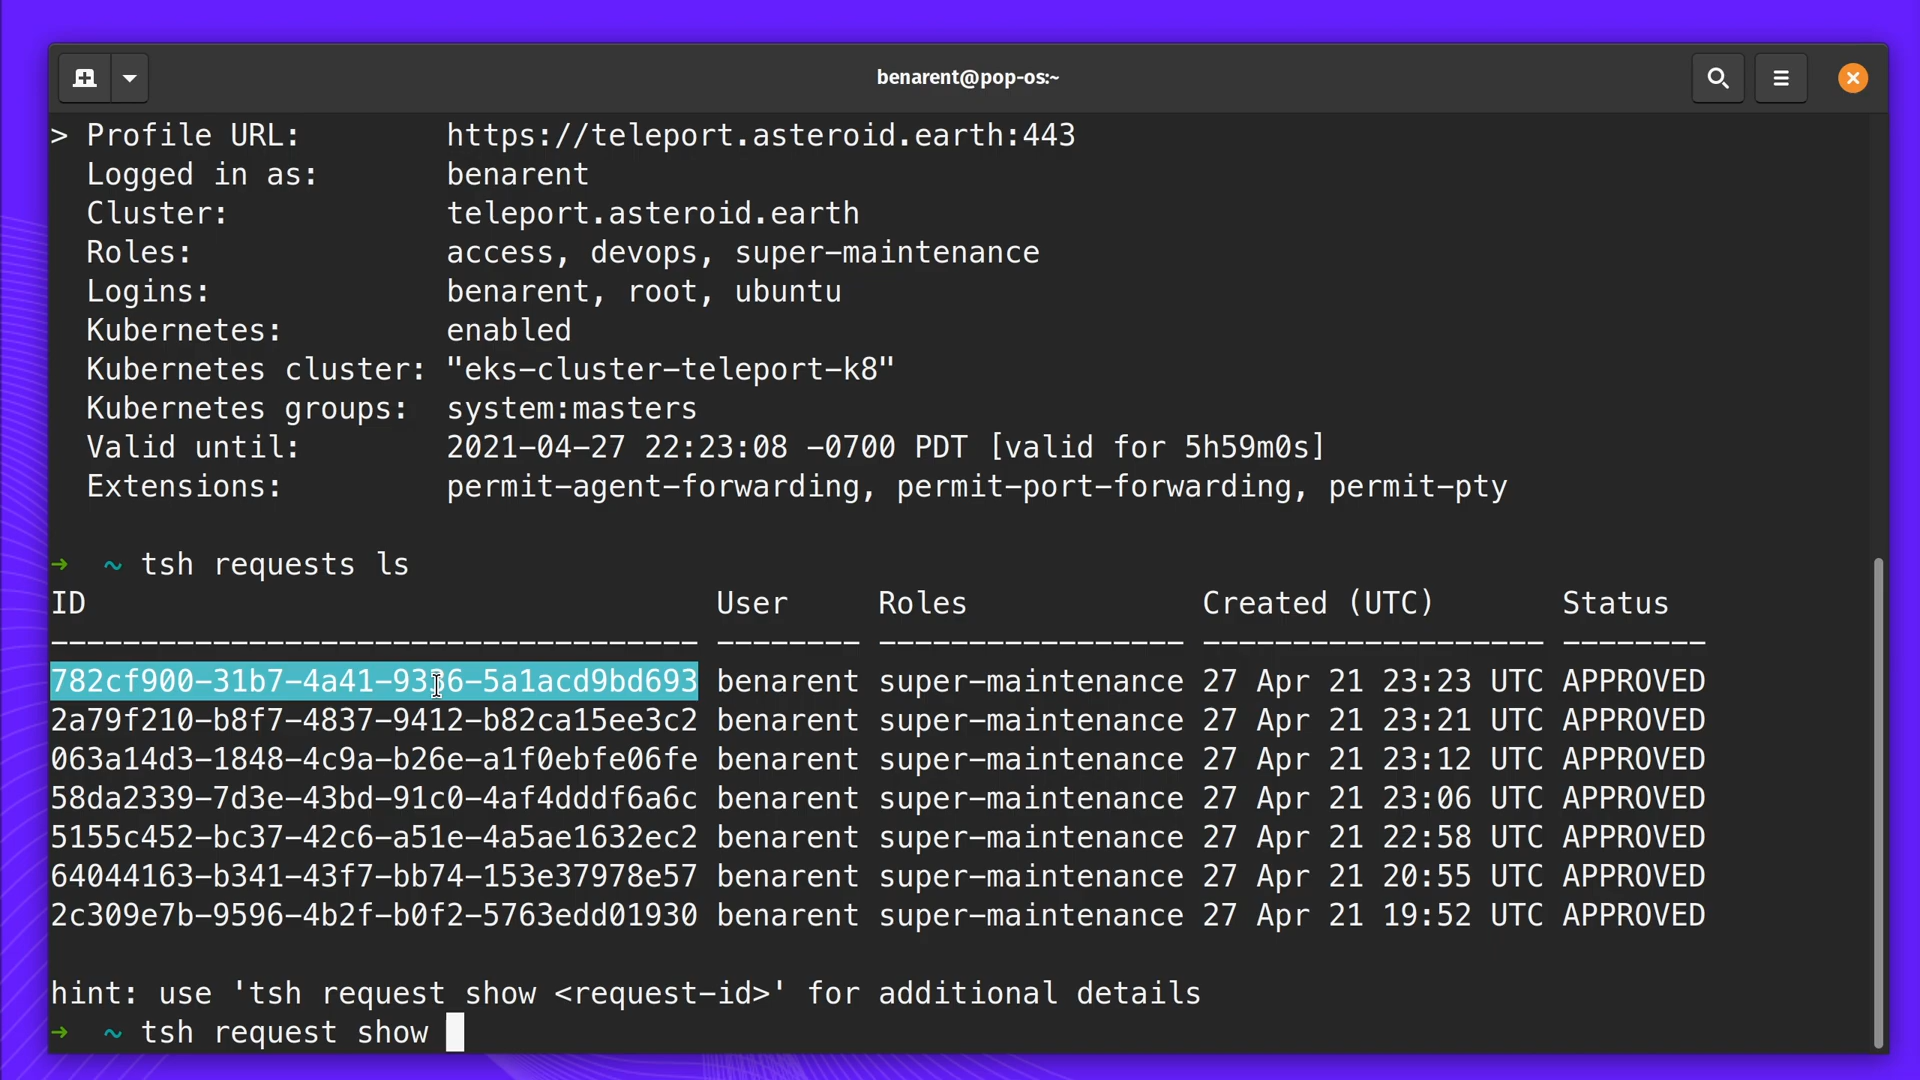 benarent@pop-os:~
> Profile URL: https://teleport.asteroid.earth:443
Logged in as: benarent
Cluster: teleport.asteroid.earth
Roles: access, devops, super-maintenance
Logins: benarent, root, ubuntu
Kubernetes: enabled
Kubernetes cluster: "eks-cluster-teleport-k8"
Kubernetes groups: system:masters
Valid until: 2021-04-27 22:23:08 -0700 PDT [valid for 5h59m0s]
Extensions: permit-agent-forwarding, permit-port-forwarding, permit-pty
→ ~ tsh requests ls
ID User Roles Created (UTC) Status
------------------------------------ -------- ----------------- ------------------- --------
782cf900-31b7-4a41-9336-5a1acd9bd693 benarent super-maintenance 27 Apr 21 23:23 UTC APPROVED
2a79f210-b8f7-4837-9412-b82ca15ee3c2 benarent super-maintenance 27 Apr 21 23:21 UTC APPROVED
063a14d3-1848-4c9a-b26e-a1f0ebfe06fe benarent super-maintenance 27 Apr 21 23:12 UTC APPROVED
58da2339-7d3e-43bd-91c0-4af4dddf6a6c benarent super-maintenance 27 Apr 21 23:06 UTC APPROVED
5155c452-bc37-42c6-a51e-4a5ae1632ec2 benarent super-maintenance 27 Apr 21 22:58 UTC APPROVED
64044163-b341-43f7-bb74-153e37978e57 benarent super-maintenance 27 Apr 21 20:55 UTC APPROVED
2c309e7b-9596-4b2f-b0f2-5763edd01930 benarent super-maintenance 27 Apr 21 19:52 UTC APPROVED
hint: use 'tsh request show <request-id>' for additional details
→ ~ tsh request show